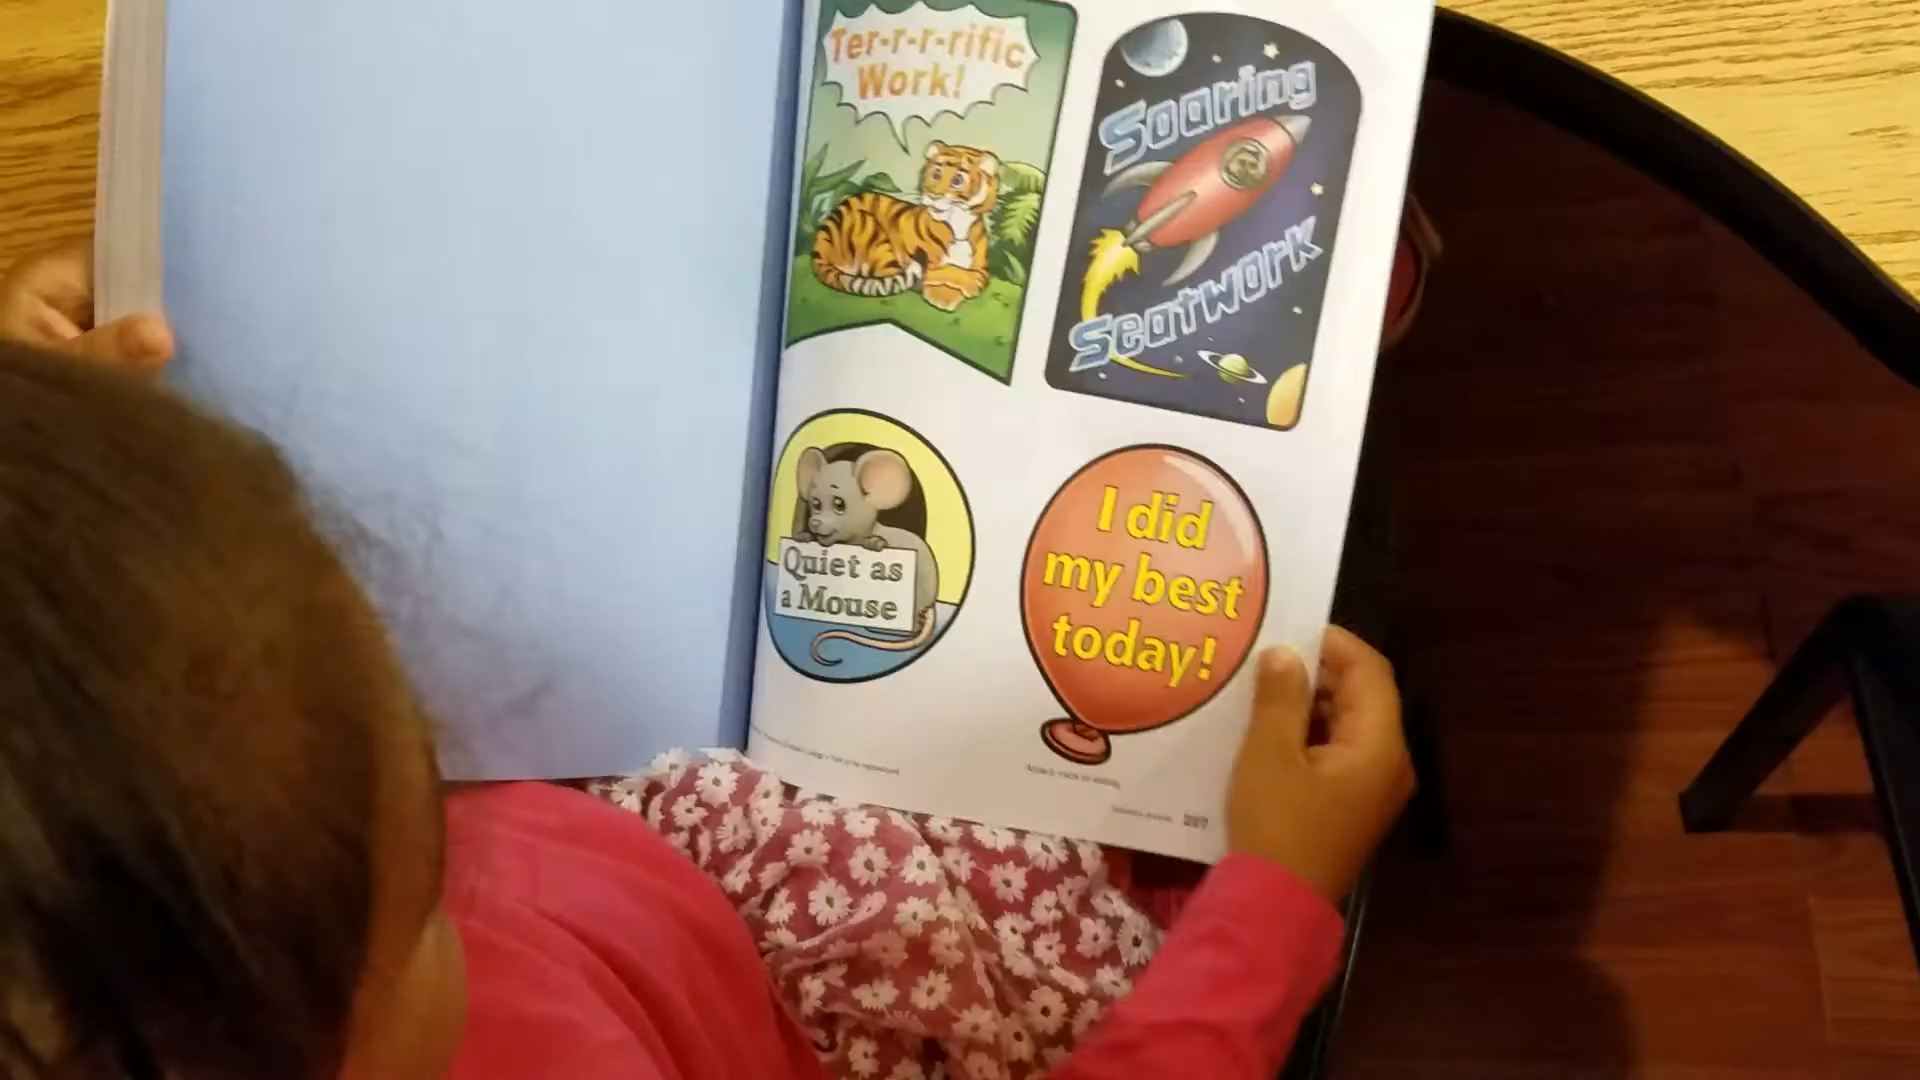 Ter-r-r-rific
Work!
Soaring
Seatwork
Quiet as
a Mouse
I did
my best
today!